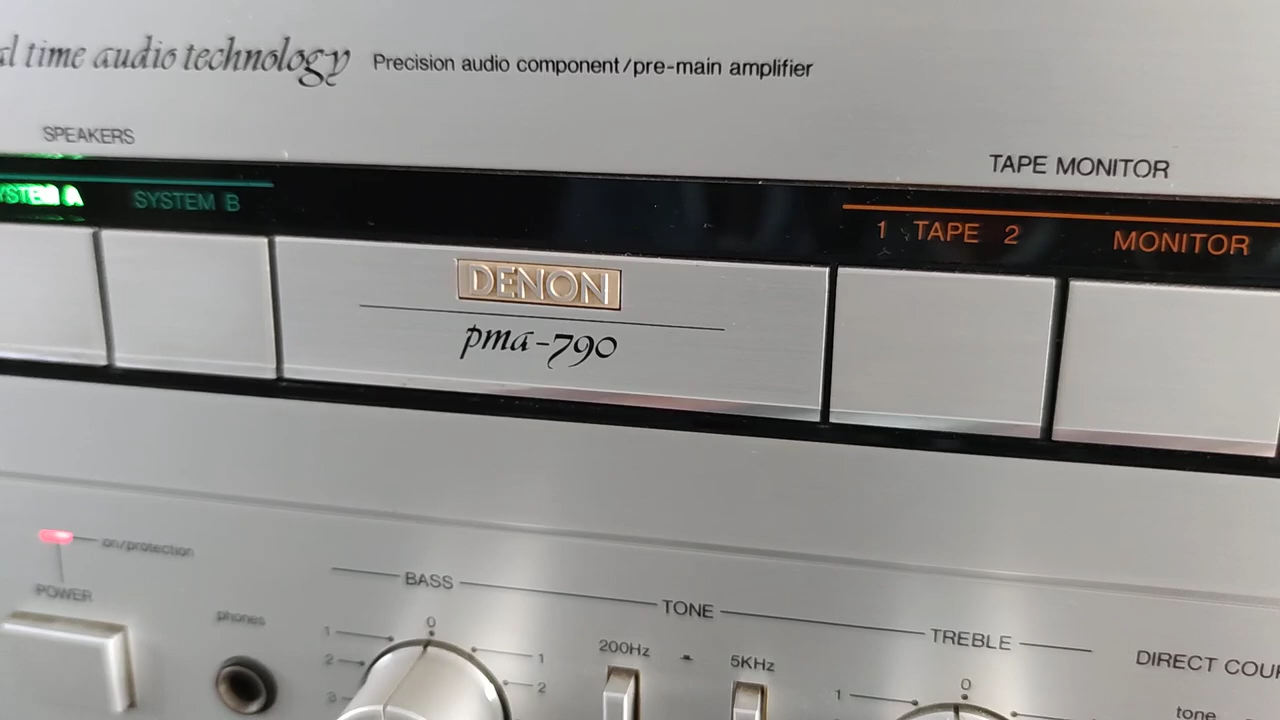 l time audio technology Precision audio component/pre-main amplifier
SPEAKERS
TAPE MONITOR
SYSTEM A
SYSTEM B
1 TAPE 2
MONITOR
DENON
pma-790
on/protection
POWER
phones
BASS
TONE
TREBLE
0
1
2
3
1
2
200Hz
5KHz
0
1
DIRECT COU
tone